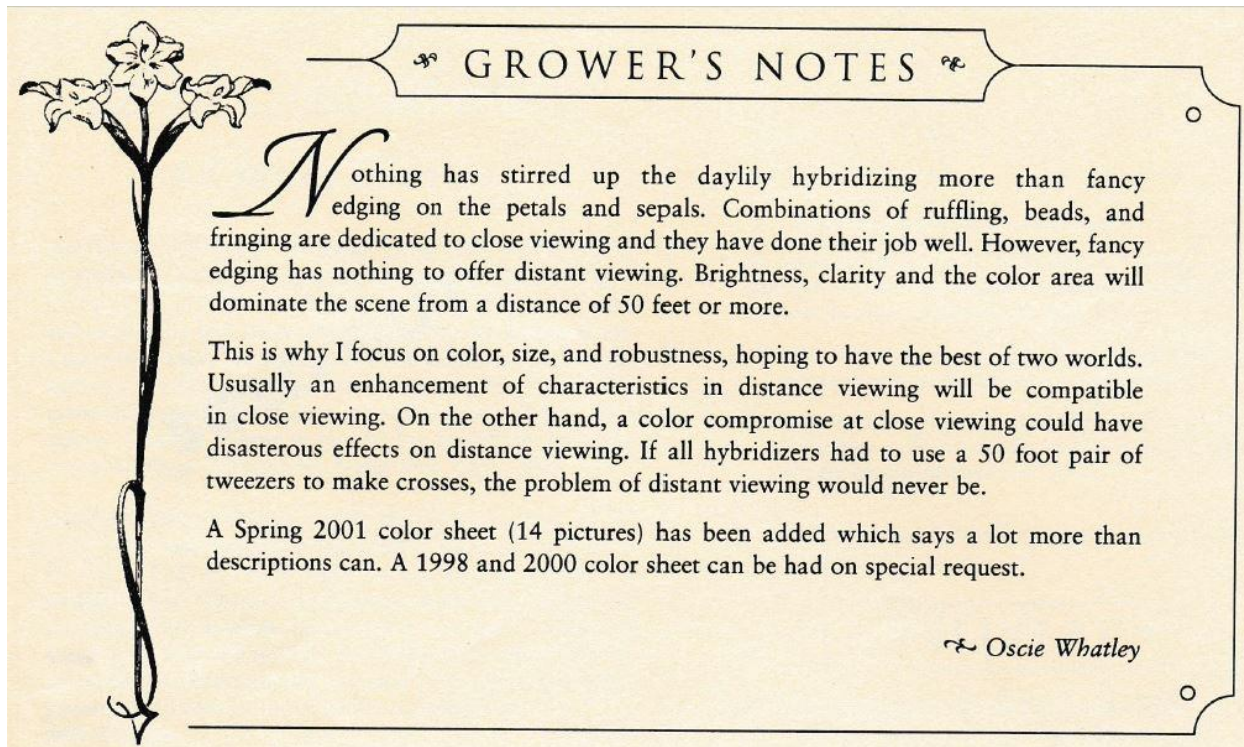 GROWER'S NOTES
Nothing has stirred up the daylily hybridizing more than fancy
edging on the petals and sepals. Combinations of ruffling, beads, and
fringing are dedicated to close viewing and they have done their job well. However, fancy
edging has nothing to offer distant viewing. Brightness, clarity and the color area will
dominate the scene from a distance of 50 feet or more.
This is why I focus on color, size, and robustness, hoping to have the best of two worlds.
Ususally an enhancement of characteristics in distance viewing will be compatible
in close viewing. On the other hand, a color compromise at close viewing could have
disasterous effects on distance viewing. If all hybridizers had to use a 50 foot pair of
tweezers to make crosses, the problem of distant viewing would never be.
A Spring 2001 color sheet (14 pictures) has been added which says a lot more than
descriptions can. A 1998 and 2000 color sheet can be had on special request.
Oscie Whatley